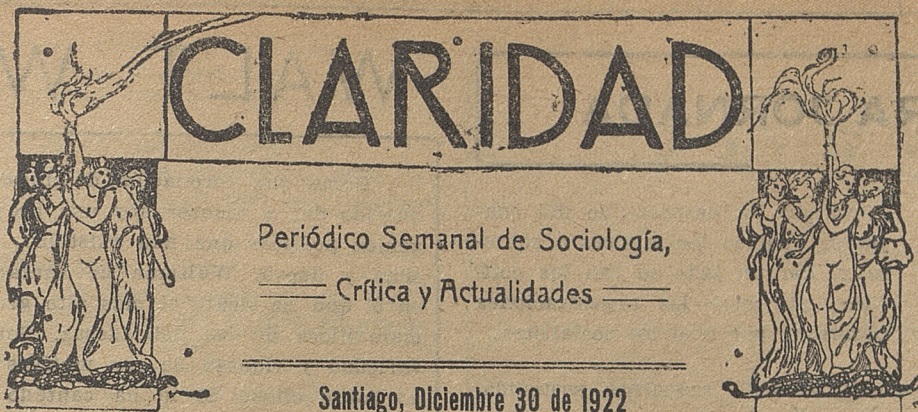 CLARIDAD
Periódico Semanal de Sociología,
Crítica y Actualidades
Santiago, Diciembre 30 de 1922